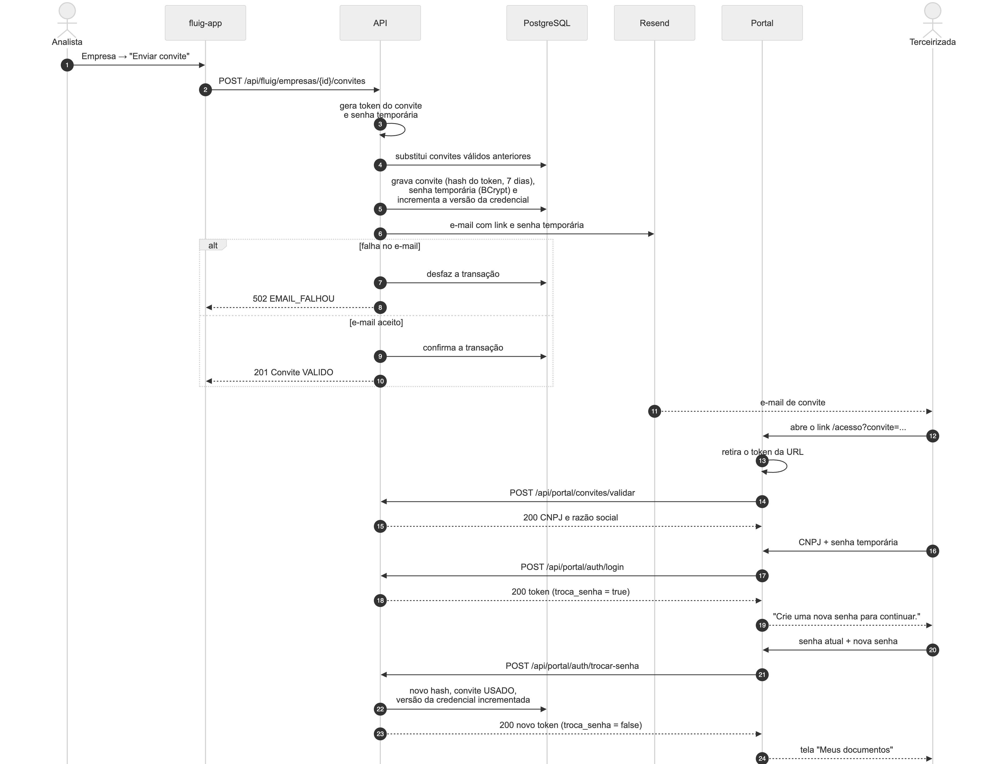 Analista
fluig-app
API
PostgreSQL
Resend
Portal
Terceirizada
Empresa → "Enviar convite"
1
POST /api/fluig/empresas/{id}/convites
2
gera token do convite
e senha temporária
3
substitui convites válidos anteriores
4
grava convite (hash do token, 7 dias),
senha temporária (BCrypt) e
incrementa a versão da credencial
5
e-mail com link e senha temporária
6
alt
[falha no e-mail]
desfaz a transação
7
502 EMAIL_FALHOU
8
[e-mail aceito]
confirma a transação
9
201 Convite VALIDO
10
e-mail de convite
11
abre o link /acesso?convite=...
12
retira o token da URL
13
POST /api/portal/convites/validar
14
200 CNPJ e razão social
15
CNPJ + senha temporária
16
POST /api/portal/auth/login
17
200 token (troca_senha = true)
18
"Crie uma nova senha para continuar."
19
senha atual + nova senha
20
POST /api/portal/auth/trocar-senha
21
novo hash, convite USADO,
versão da credencial incrementada
22
200 novo token (troca_senha = false)
23
tela "Meus documentos"
24